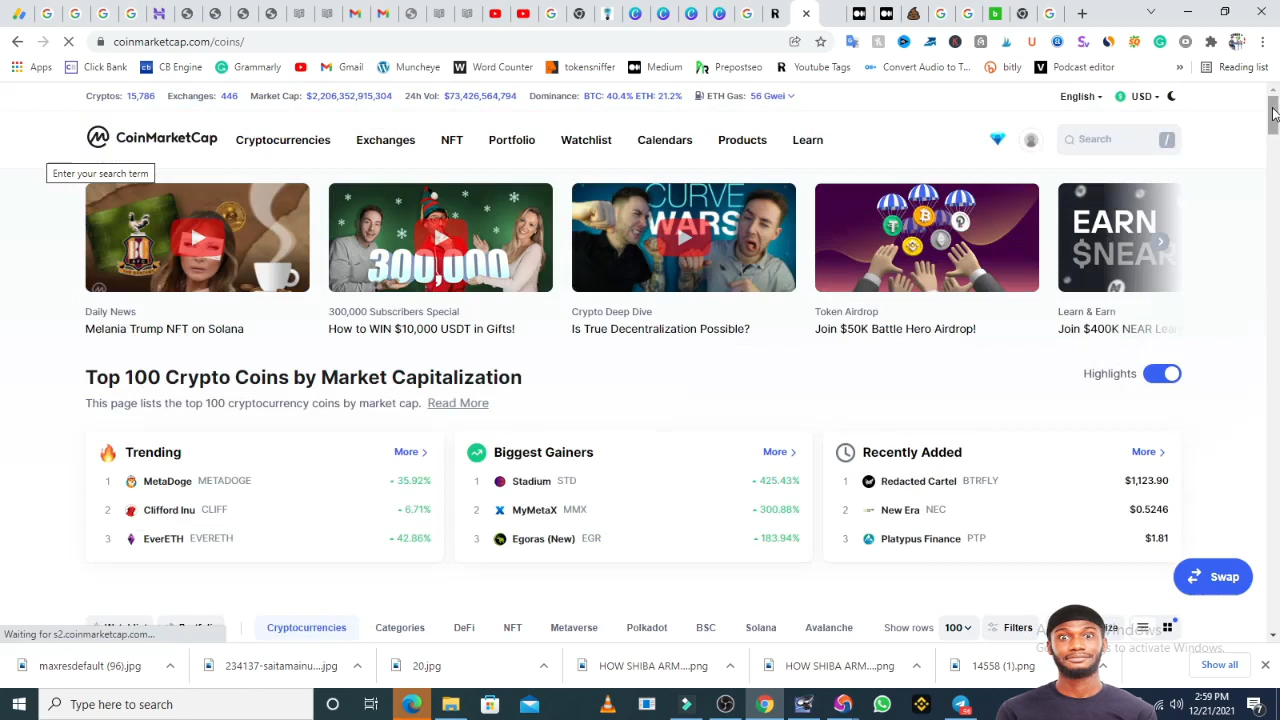 coinmarketcap.com/coins/
Apps Click Bank CB Engine Grammarly Gmail Muncheye Word Counter tokensniffer Medium Prepostseo Youtube Tags Convert Audio to T... bitly Podcast editor » Reading list
Cryptos: 15,786 Exchanges: 446 Market Cap: $2,206,352,915,304 24h Vol: $73,426,564,794 Dominance: BTC: 40.4% ETH: 21.2% ETH Gas: 56 Gwei English USD
CoinMarketCap Cryptocurrencies Exchanges NFT Portfolio Watchlist Calendars Products Learn Search /
Enter your search term
300,000
CURVE WARS
EARN
$NEAR
Daily News 300,000 Subscribers Special Crypto Deep Dive Token Airdrop Learn & Earn
Melania Trump NFT on Solana How to WIN $10,000 USDT in Gifts! Is True Decentralization Possible? Join $50K Battle Hero Airdrop! Join $400K NEAR Lear
Top 100 Crypto Coins by Market Capitalization Highlights
This page lists the top 100 cryptocurrency coins by market cap. Read More
Trending More > Biggest Gainers More > Recently Added More >
1 MetaDoge METADOGE 35.92% 1 Stadium STD 425.43% 1 Redacted Cartel BTRFLY $1,123.90
2 Clifford Inu CLIFF 6.71% 2 MyMetaX MMX 300.88% 2 New Era NEC $0.5246
3 EverETH EVERETH 42.86% 3 Egoras (New) EGR 183.94% 3 Platypus Finance PTP $1.81
Swap
Cryptocurrencies Categories DeFi NFT Metaverse Polkadot BSC Solana Avalanche Show rows 100 Filters
Waiting for s2.coinmarketcap.com...
to activate Windows.
maxresdefault (96).jpg 234137-saitamainu....jpg 20.jpg HOW SHIBA ARM....png HOW SHIBA ARM....png 14558 (1).png Show all
Type here to search
2:59 PM
12/21/2021